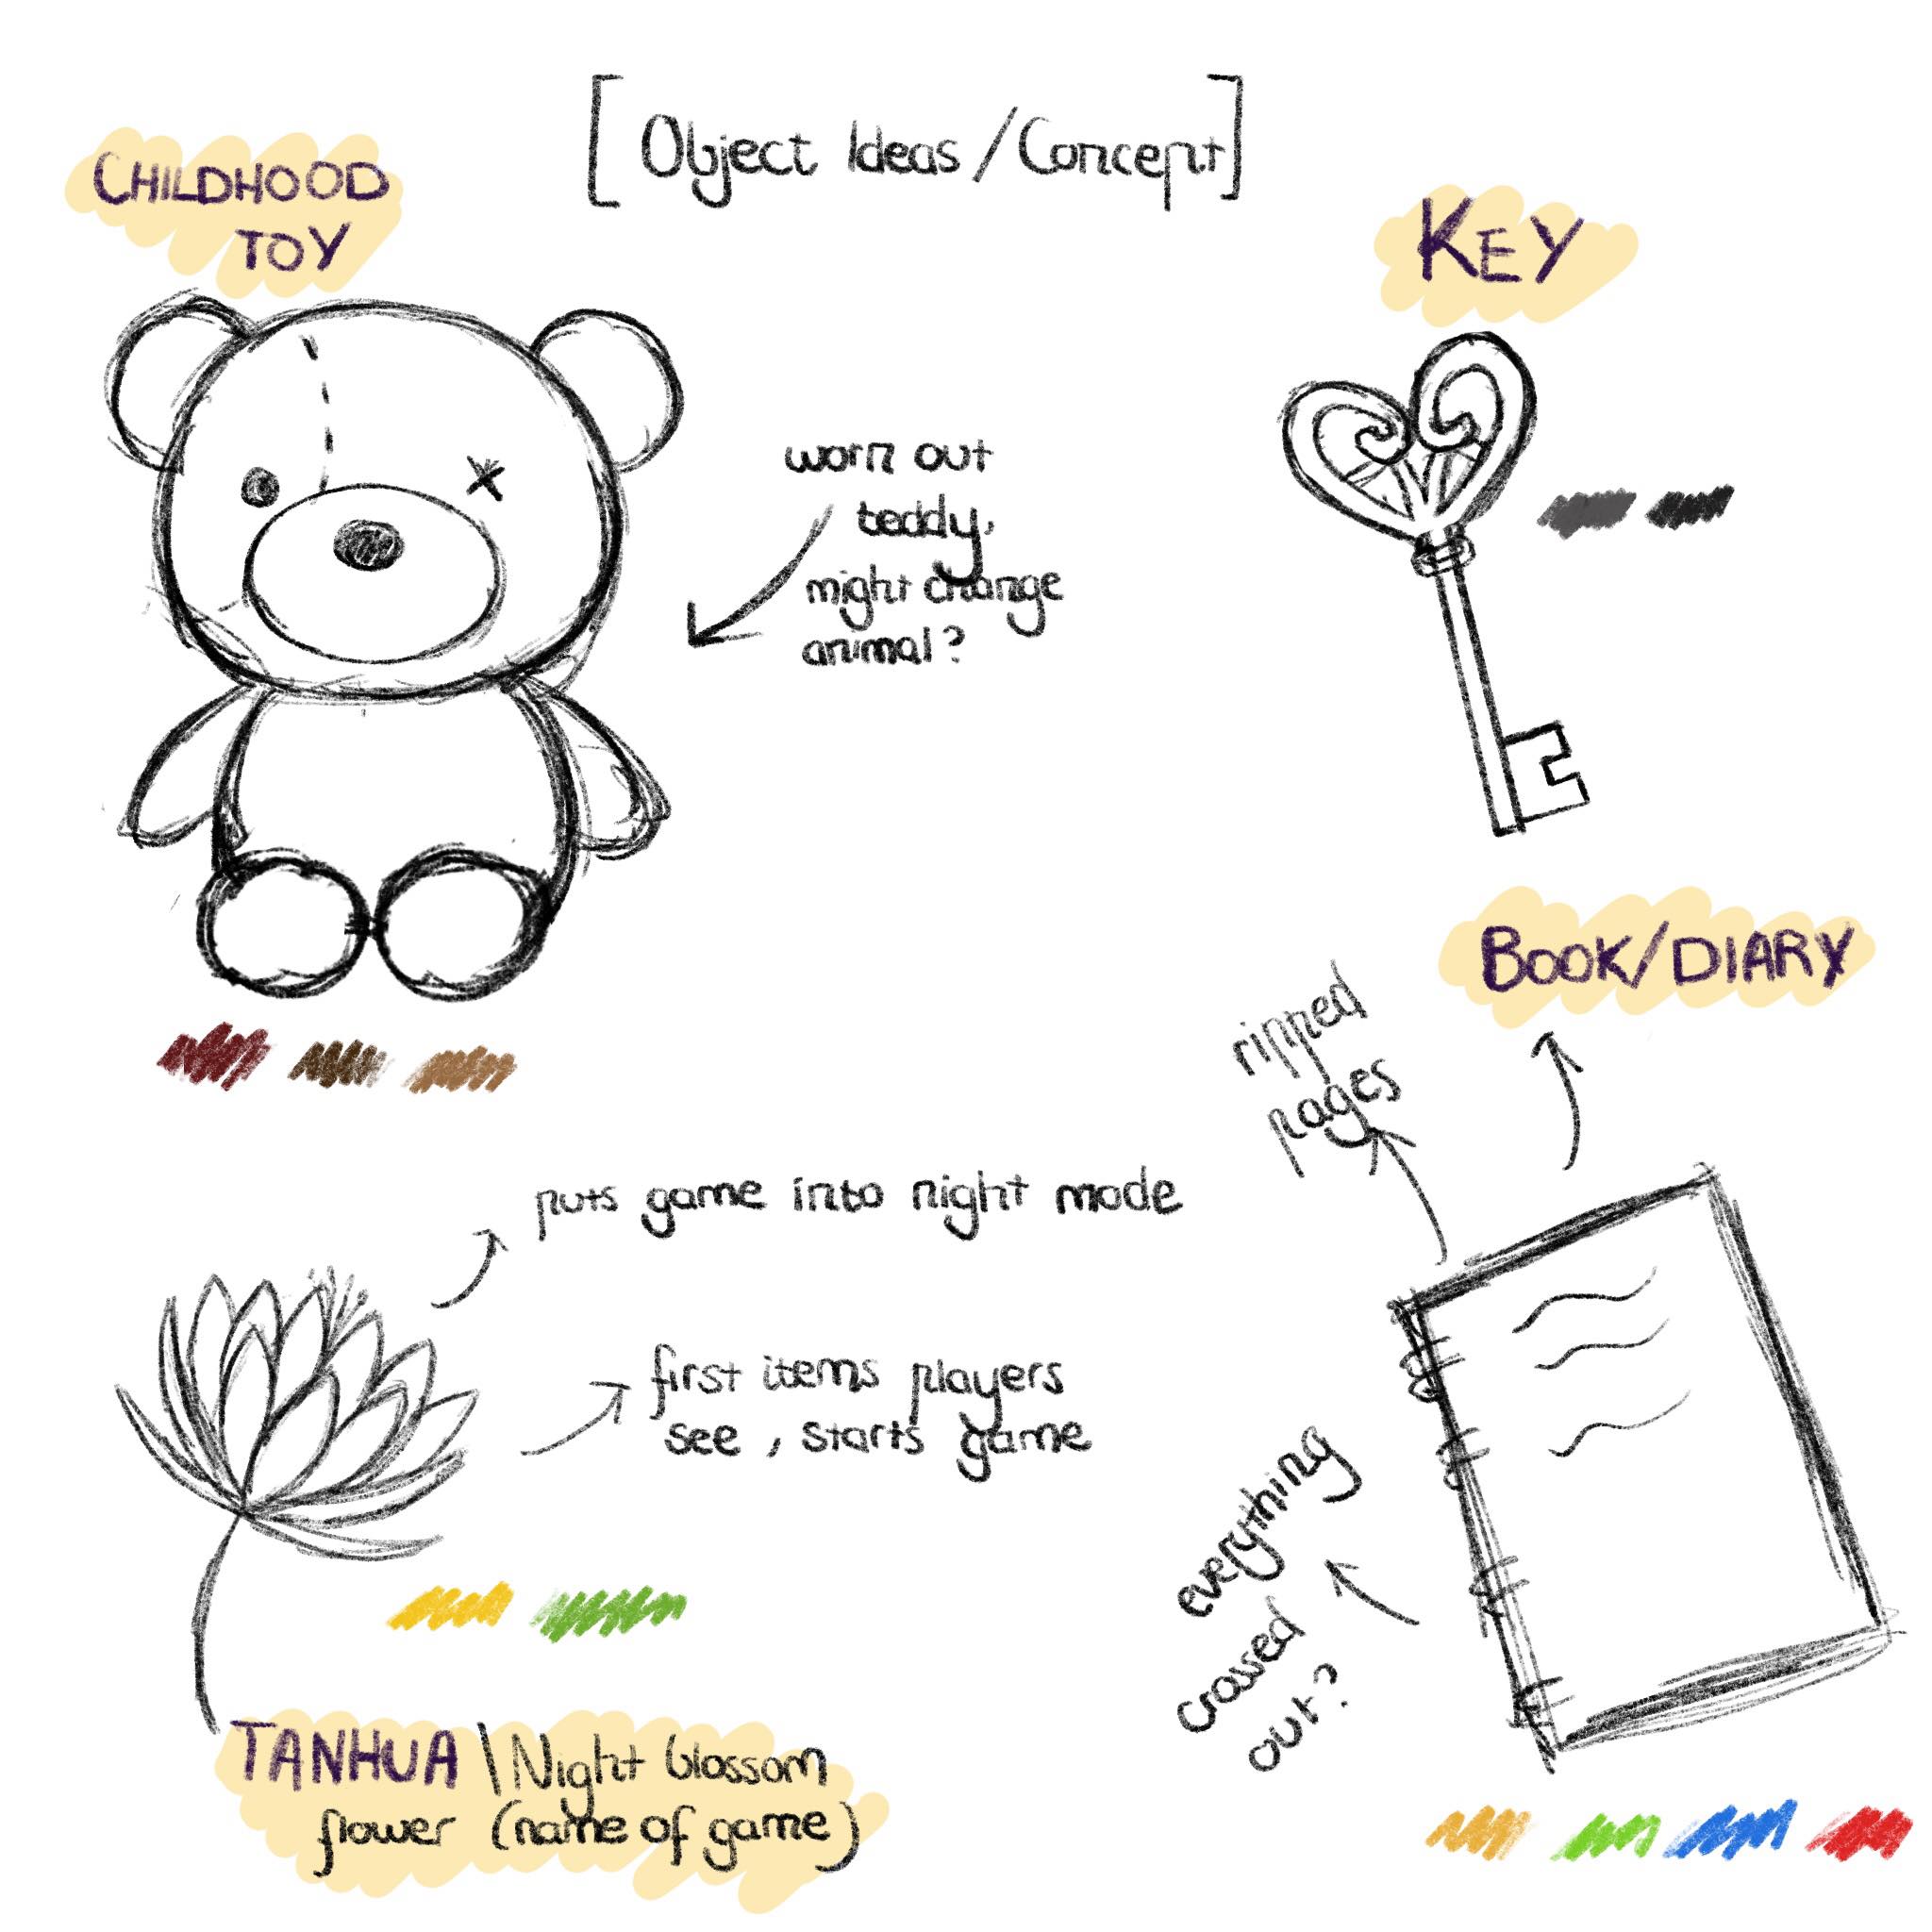 [Object Ideas/Concept]
CHILDHOOD
TOY
KEY
worn out
teddy,
might change
animal?
BOOK/DIARY
ripped
pages
puts game into night mode
first items players
see, starts game
everything
crossed
out?
TANHUA \ Night blossom
flower (name of game)